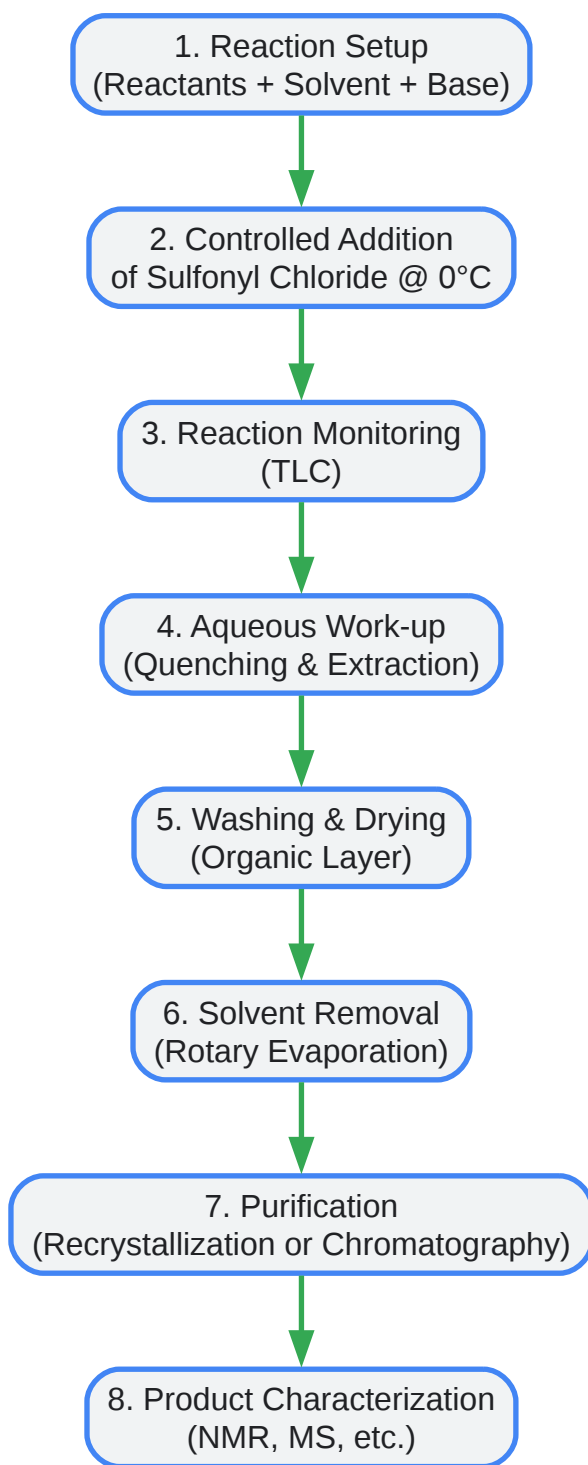 1. Reaction Setup
(Reactants + Solvent + Base)
2. Controlled Addition
of Sulfonyl Chloride @ 0°C
3. Reaction Monitoring
(TLC)
4. Aqueous Work-up
(Quenching & Extraction)
5. Washing & Drying
(Organic Layer)
6. Solvent Removal
(Rotary Evaporation)
7. Purification
(Recrystallization or Chromatography)
8. Product Characterization
(NMR, MS, etc.)